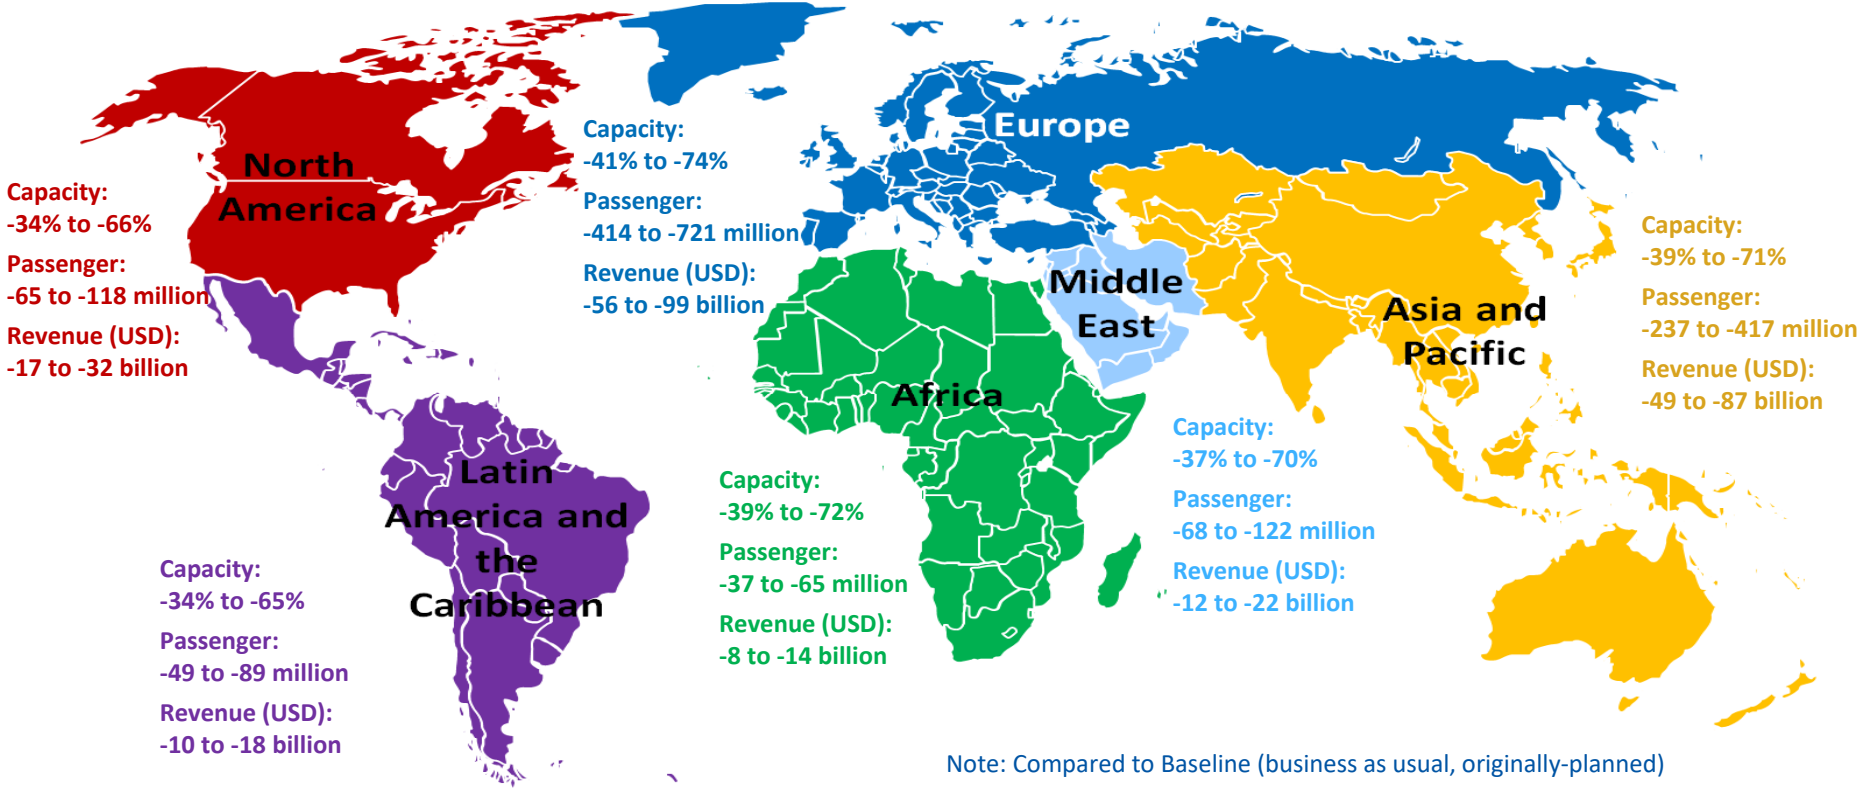 North
America
Capacity:
-34% to -66%
Passenger:
-65 to -118 million
Revenue (USD):
-17 to -32 billion
Europe
Capacity:
-41% to -74%
Passenger:
-414 to -721 million
Revenue (USD):
-56 to -99 billion
Middle
East
Capacity:
-37% to -70%
Passenger:
-68 to -122 million
Revenue (USD):
-12 to -22 billion
Asia and
Pacific
Capacity:
-39% to -71%
Passenger:
-237 to -417 million
Revenue (USD):
-49 to -87 billion
Africa
Capacity:
-39% to -72%
Passenger:
-37 to -65 million
Revenue (USD):
-8 to -14 billion
Latin
America and
the
Caribbean
Capacity:
-34% to -65%
Passenger:
-49 to -89 million
Revenue (USD):
-10 to -18 billion
Note: Compared to Baseline (business as usual, originally-planned)